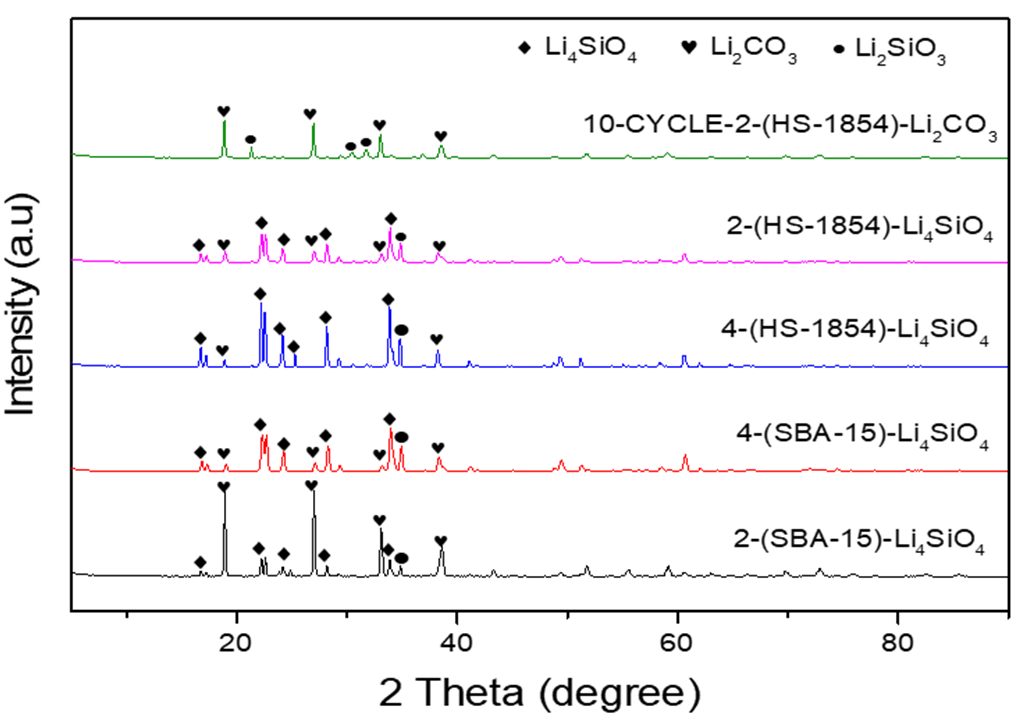 ◆ Li₄SiO₄ ♥ Li₂CO₃ ● Li₂SiO₃
10-CYCLE-2-(HS-1854)-Li₂CO₃
2-(HS-1854)-Li₄SiO₄
4-(HS-1854)-Li₄SiO₄
4-(SBA-15)-Li₄SiO₄
2-(SBA-15)-Li₄SiO₄
Intensity (a.u)
20 40 60 80
2 Theta (degree)